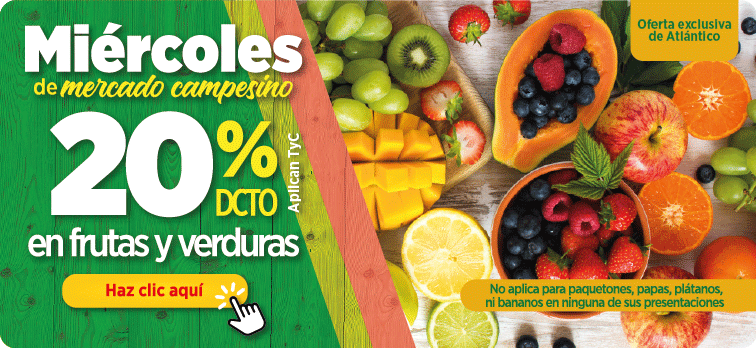 Miércoles
de mercado campesino
20%
DCTO
Aplican TyC
en frutas y verduras
Haz clic aquí
Oferta exclusiva
de Atlántico
No aplica para paquetones, papas, plátanos,
ni bananos en ninguna de sus presentaciones